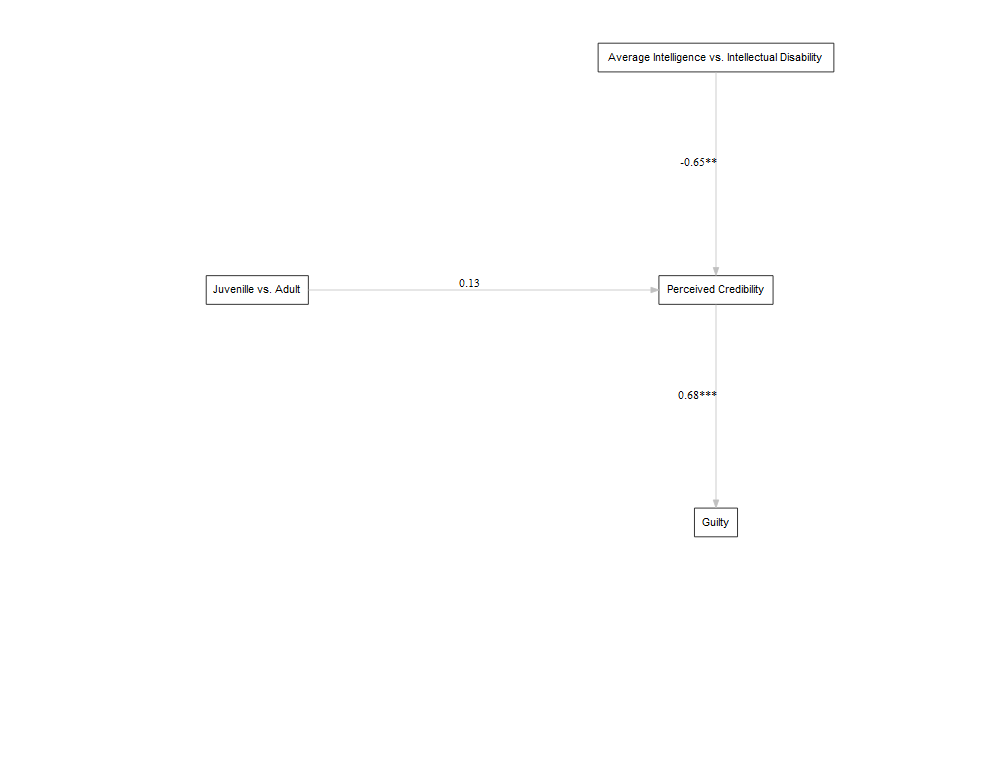 Average Intelligence vs. Intellectual Disability
-0.65**
Juvenille vs. Adult
0.13
Perceived Credibility
0.68***
Guilty